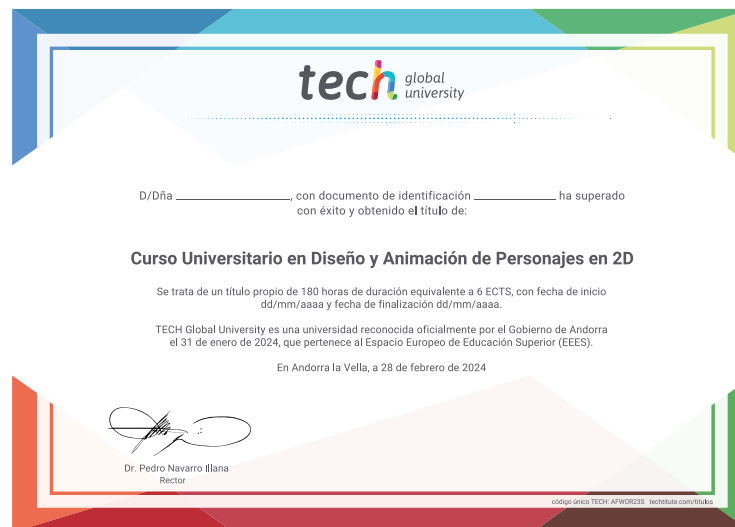 tech global university
D/Dña ____________________, con documento de identificación ______________ ha superado
con éxito y obtenido el título de:
Curso Universitario en Diseño y Animación de Personajes en 2D
Se trata de un título propio de 180 horas de duración equivalente a 6 ECTS, con fecha de inicio
dd/mm/aaaa y fecha de finalización dd/mm/aaaa.
TECH Global University es una universidad reconocida oficialmente por el Gobierno de Andorra
el 31 de enero de 2024, que pertenece al Espacio Europeo de Educación Superior (EEES).
En Andorra la Vella, a 28 de febrero de 2024
Dr. Pedro Navarro Illana
Rector
código único TECH: AFWOR23S techtitute.com/titulos